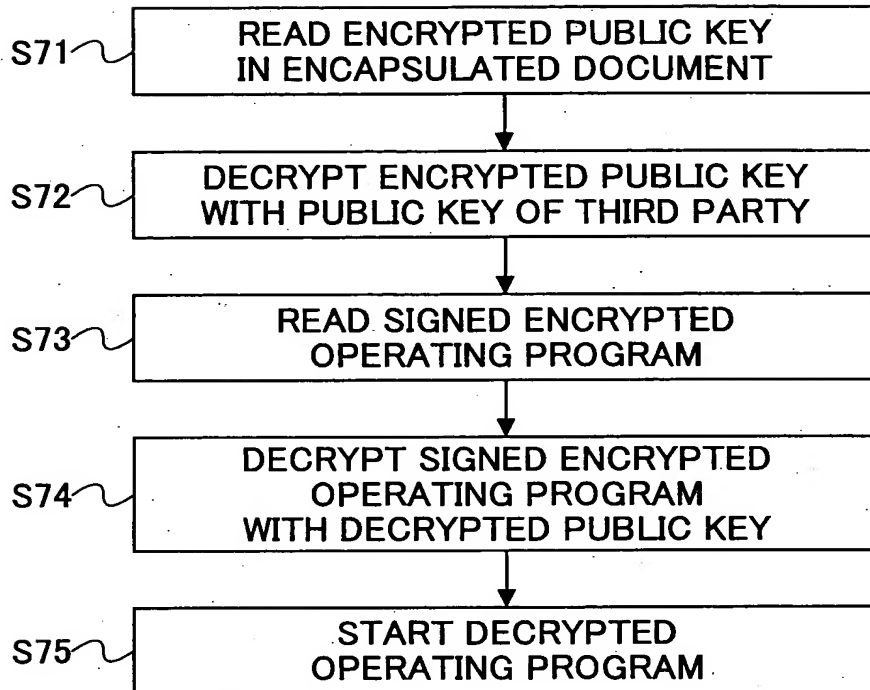 S71
READ ENCRYPTED PUBLIC KEY
IN ENCAPSULATED DOCUMENT
S72
DECRYPT ENCRYPTED PUBLIC KEY
WITH PUBLIC KEY OF THIRD PARTY
S73
READ SIGNED ENCRYPTED
OPERATING PROGRAM
S74
DECRYPT SIGNED ENCRYPTED
OPERATING PROGRAM
WITH DECRYPTED PUBLIC KEY
S75
START DECRYPTED
OPERATING PROGRAM